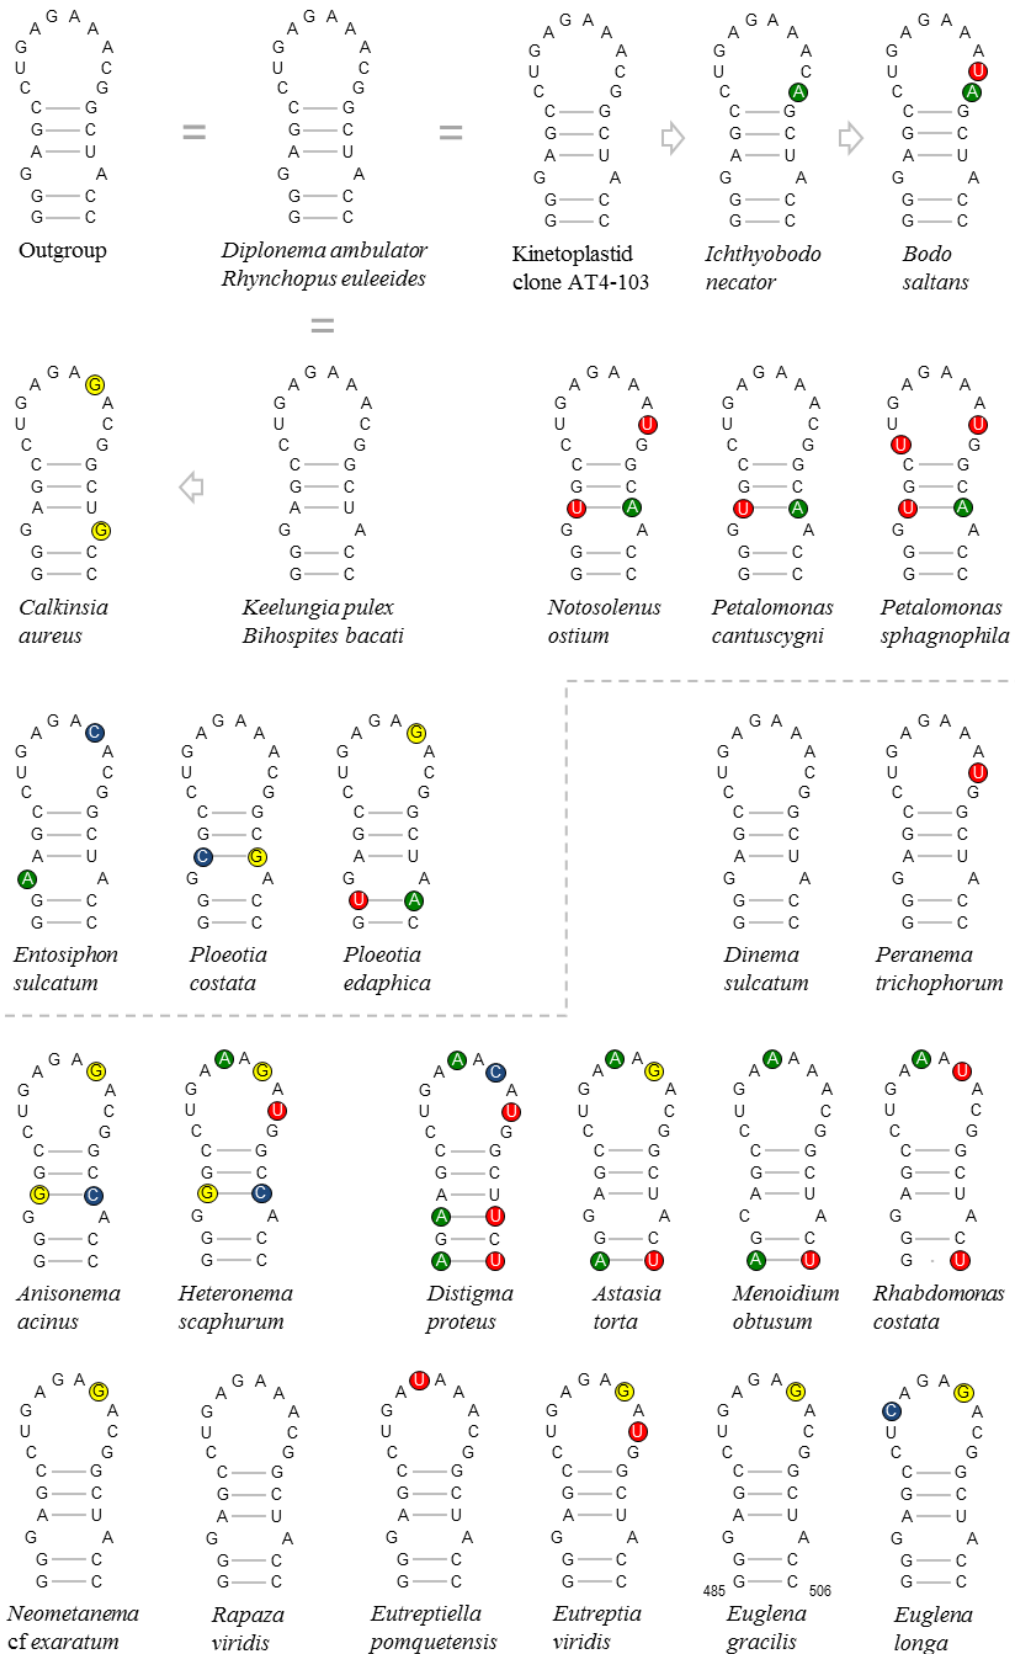 G G G A G C C U G A G A A A C G G C U A C C
Outgroup
=
G G G A G C C U G A G A A A C G G C U A C C
Diplonema ambulator
Rhynchopus euleeides
=
G G G A G C C U G A G A A A C G G C U A C C
Kinetoplastid
clone AT4-103
G G G A G C C U G A G A A A C A G C U A C C
Ichthyobodo
necator
G G G A G C C U G A G A A A U A G C U A C C
Bodo
saltans
=
G G G A G C C U G A G A G A C G G C U G C C
Calkinsia
aureus
G G G A G C C U G A G A A A C G G C U A C C
Keelungia pulex
Bihospites bacati
G G G U G C C U G A G A A A U G G C A A C C
Notosolenus
ostium
G G G U G C C U G A G A A A C G G C A A C C
Petalomonas
cantuscygni
G G G U G C U U G A G A A A U G G C A A C C
Petalomonas
sphagnophila
G G A A G C C U G A G A C A C G G C U A C C
Entosiphon
sulcatum
G G G C G C C U G A G A A A C G G C G A C C
Ploeotia
costata
G U G A G C C U G A G A G A C G G C U A A C
Ploeotia
edaphica
G G G A G C C U G A G A A A C G G C U A C C
Dinema
sulcatum
G G G A G C C U G A G A A A U G G C U A C C
Peranema
trichophorum
G G G G G C C U G A G A G A C G G C C A C C
Anisonema
acinus
G G G G G C C U G A A A G A U G G C C A C C
Heteronema
scaphurum
A G A A G C C U G A A A C A U G G C U U C U
Distigma
proteus
A G G A G C C U G A A A G A C G G C U A C U
Astasia
torta
A G C A G C C U G A A A A A C G G C U A C U
Menoidium
obtusum
G G G A G C C U G A A A U A C G G C U A C U
Rhabdomonas
costata
G G G A G C C U G A G A G A C G G C U A C C
Neometanema
cf exaratum
G G G A G C C U G A G A A A C G G C U A C C
Rapaza
viridis
G G G A G C C U G A U A A A C G G C U A C C
Eutreptiella
pomquetensis
G G G A G C C U G A G A G A U G G C U A C C
Eutreptia
viridis
485 G G G A G C C U G A G A G A C G G C U A C C 506
Euglena
gracilis
G G G A G C C U C A G A G A C G G C U A C C
Euglena
longa